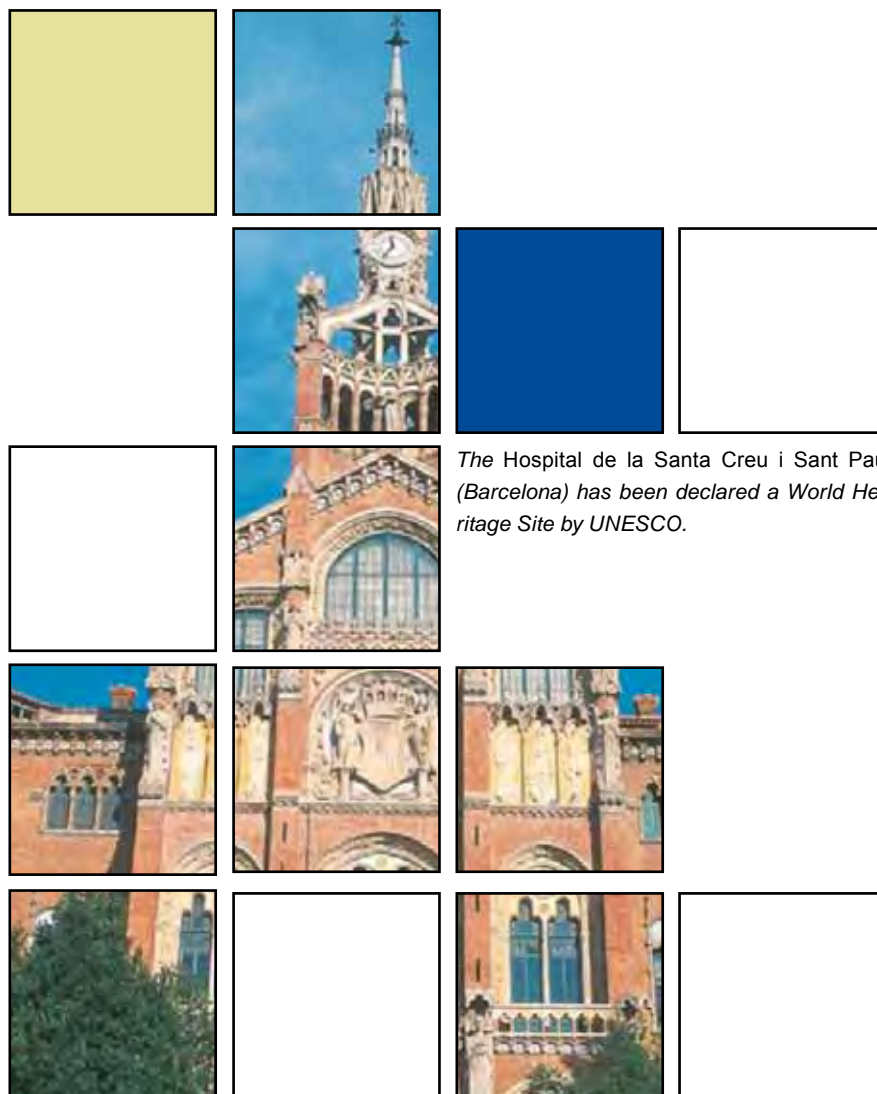 The Hospital de la Santa Creu i Sant Pau
(Barcelona) has been declared a World He
ritage Site by UNESCO.